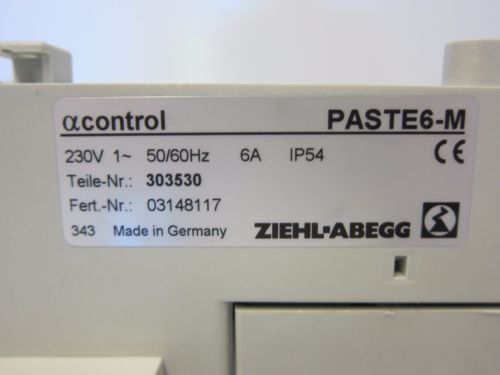 αcontrol PASTE6-M
230V 1~ 50/60Hz 6A IP54 CE
Teile-Nr.: 303530
Fert.-Nr.: 03148117
343 Made in Germany ZIEHL-ABEGG